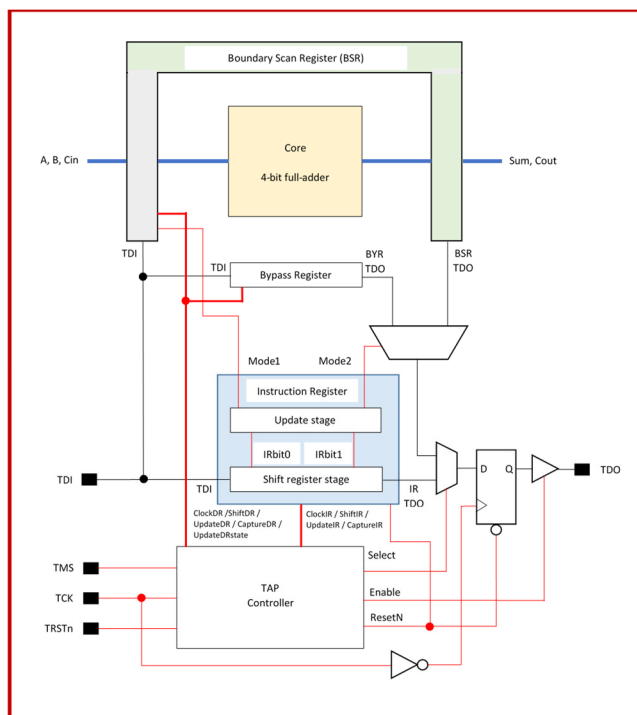 Boundary Scan Register (BSR)
Core
4-bit full-adder
A, B, Cin
Sum, Cout
TDI
TDI
BYR
TDO
BSR
TDO
Bypass Register
Mode1
Mode2
Instruction Register
Update stage
IRbit0
IRbit1
TDI
TDI
Shift register stage
IR
TDO
D
Q
TDO
ClockDR /ShiftDR /
UpdateDR / CaptureDR /
UpdateDRstate
ClockIR / ShiftIR /
UpdateIR / CaptureIR
Select
TMS
TAP
Controller
Enable
TCK
ResetN
TRSTn